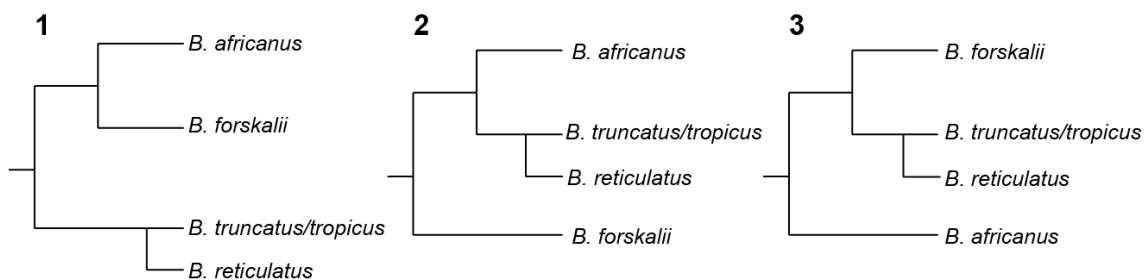 1
B. africanus
B. forskalii
B. truncatus/tropicus
B. reticulatus
2
B. africanus
B. truncatus/tropicus
B. reticulatus
B. forskalii
3
B. forskalii
B. truncatus/tropicus
B. reticulatus
B. africanus